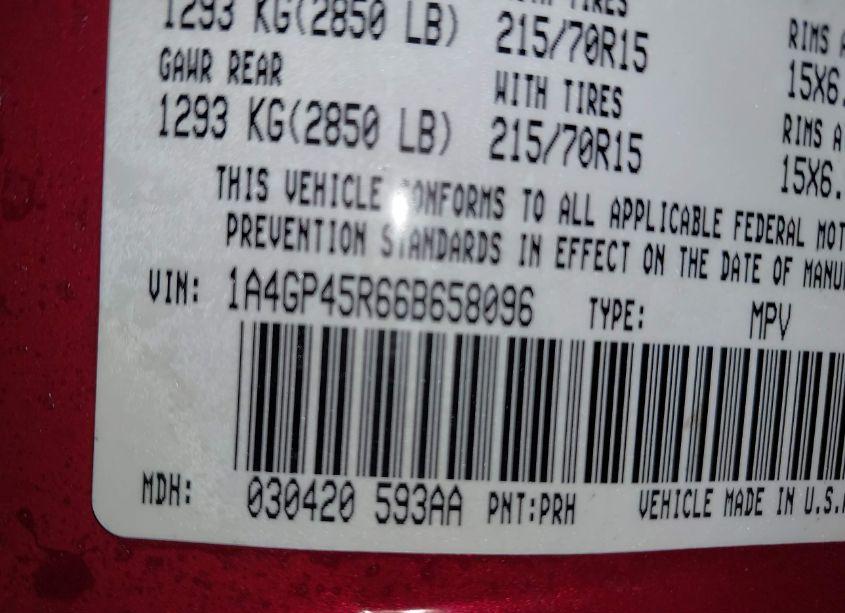 1293 KG(2850 LB) 215/70R15
RIMS
15X6.
GAWR REAR WITH TIRES
RIMS
1293 KG(2850 LB) 215/70R15
15X6.
THIS VEHICLE CONFORMS TO ALL APPLICABLE FEDERAL MOT
PREVENTION STANDARDS IN EFFECT ON THE DATE OF MANU
VIN: 1A4GP45R66B658096 TYPE: MPV
MDH: 030420 593AA PNT:PRH VEHICLE MADE IN U.S.A